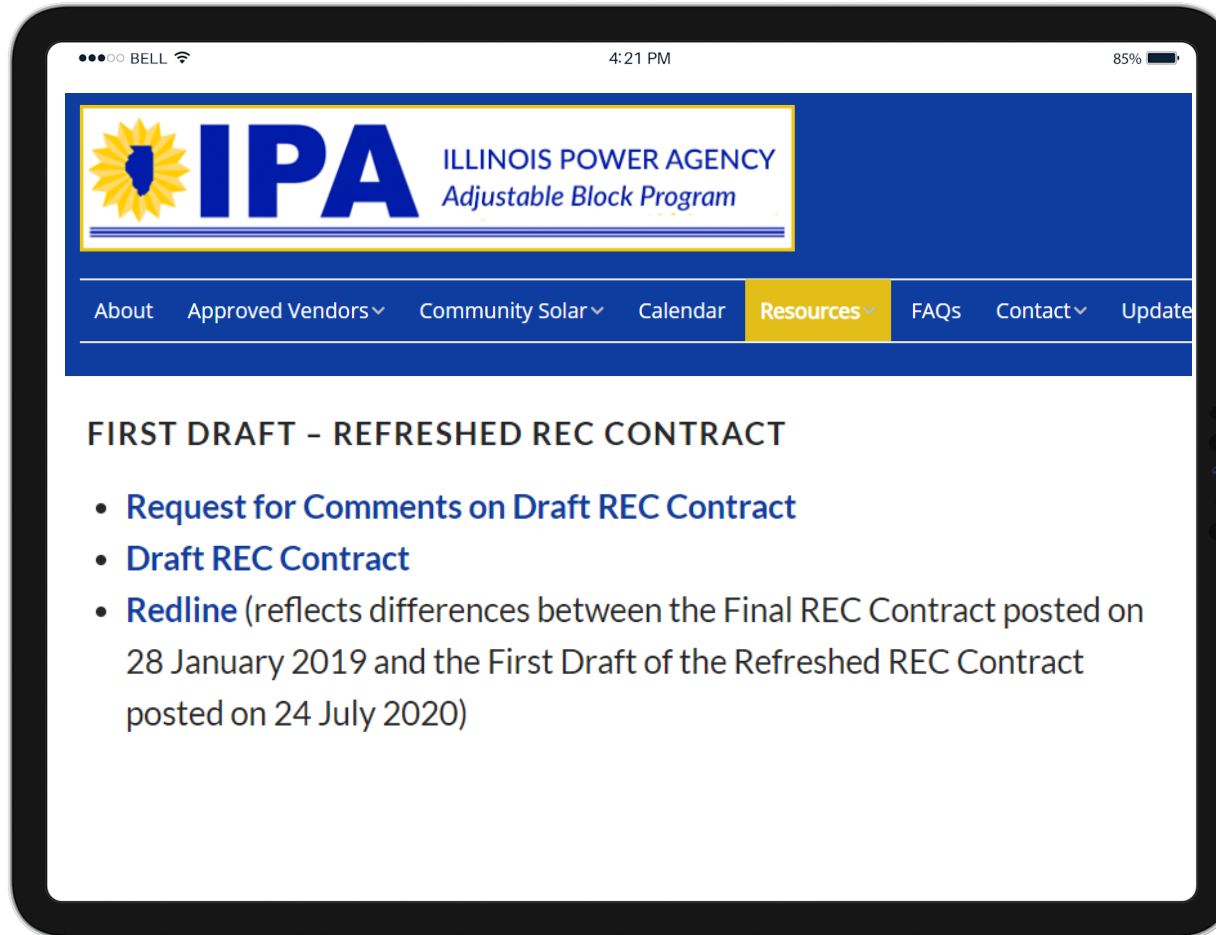 BELL 4:21 PM 85%
IPA ILLINOIS POWER AGENCY
Adjustable Block Program
About Approved Vendors Community Solar Calendar Resources FAQs Contact Update
FIRST DRAFT – REFRESHED REC CONTRACT
• Request for Comments on Draft REC Contract
• Draft REC Contract
• Redline (reflects differences between the Final REC Contract posted on
28 January 2019 and the First Draft of the Refreshed REC Contract
posted on 24 July 2020)